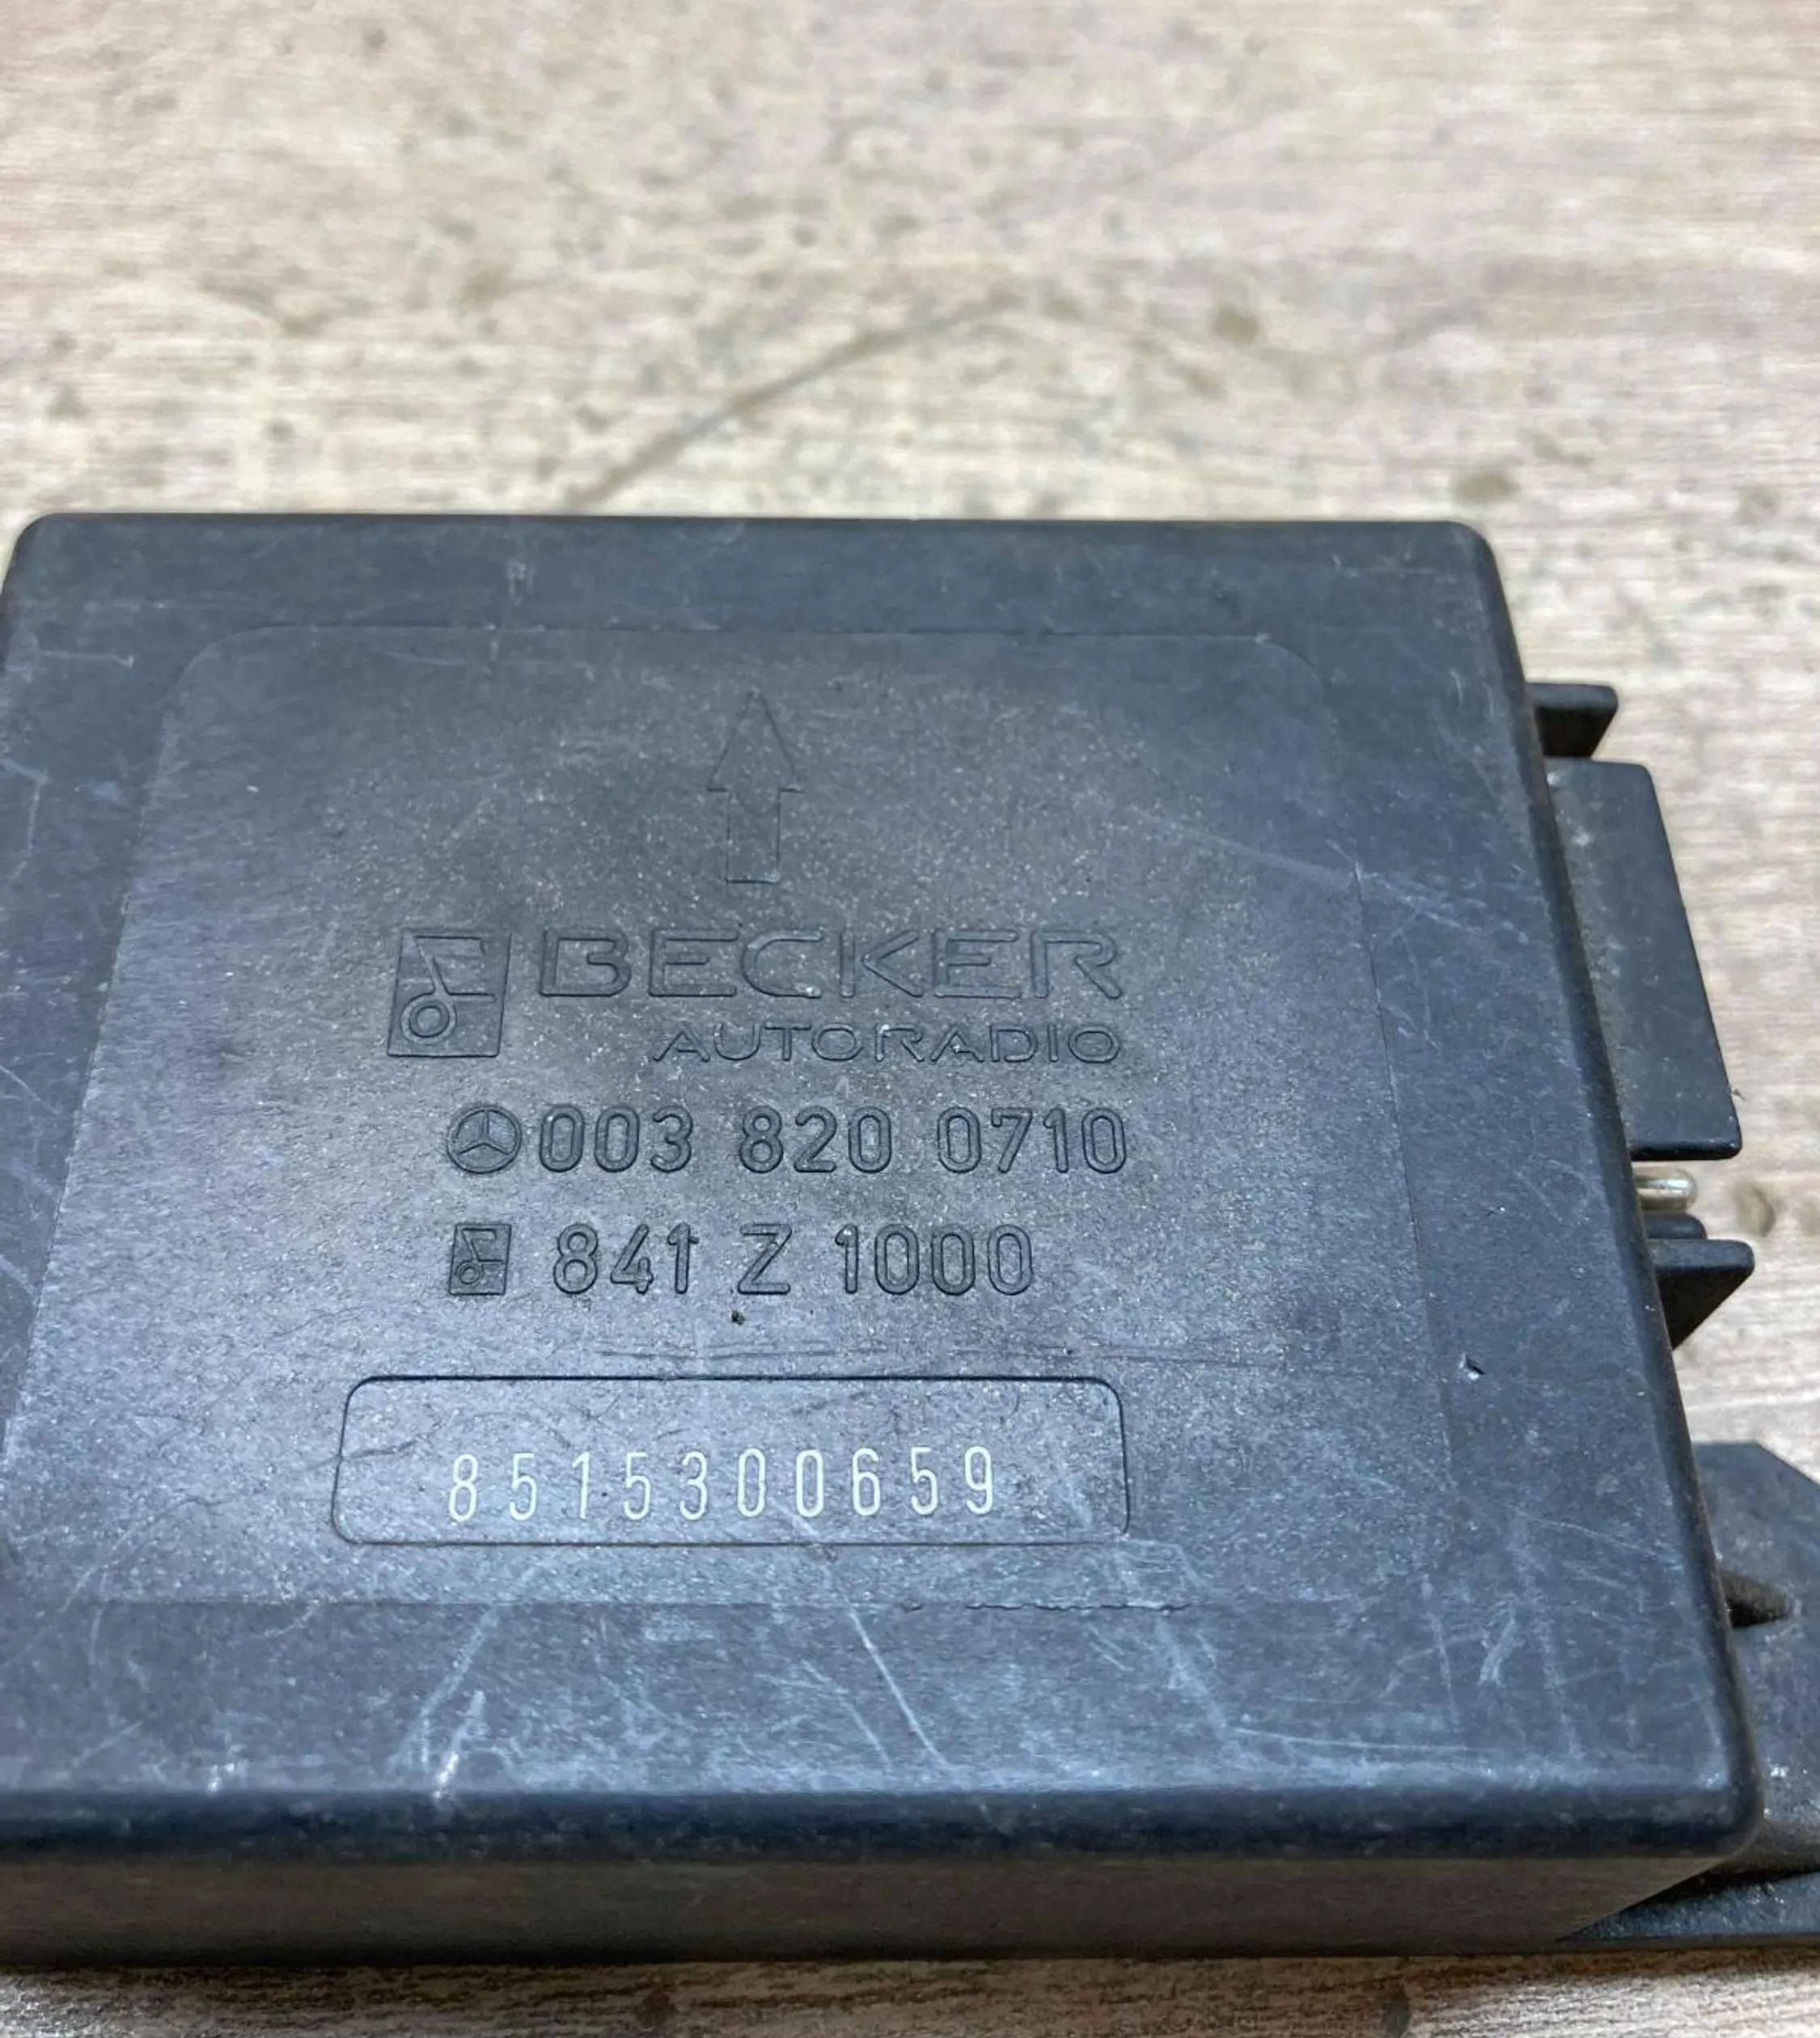 BECKER
AUTORADIO
003 820 0710
841 Z 1000
8515300659